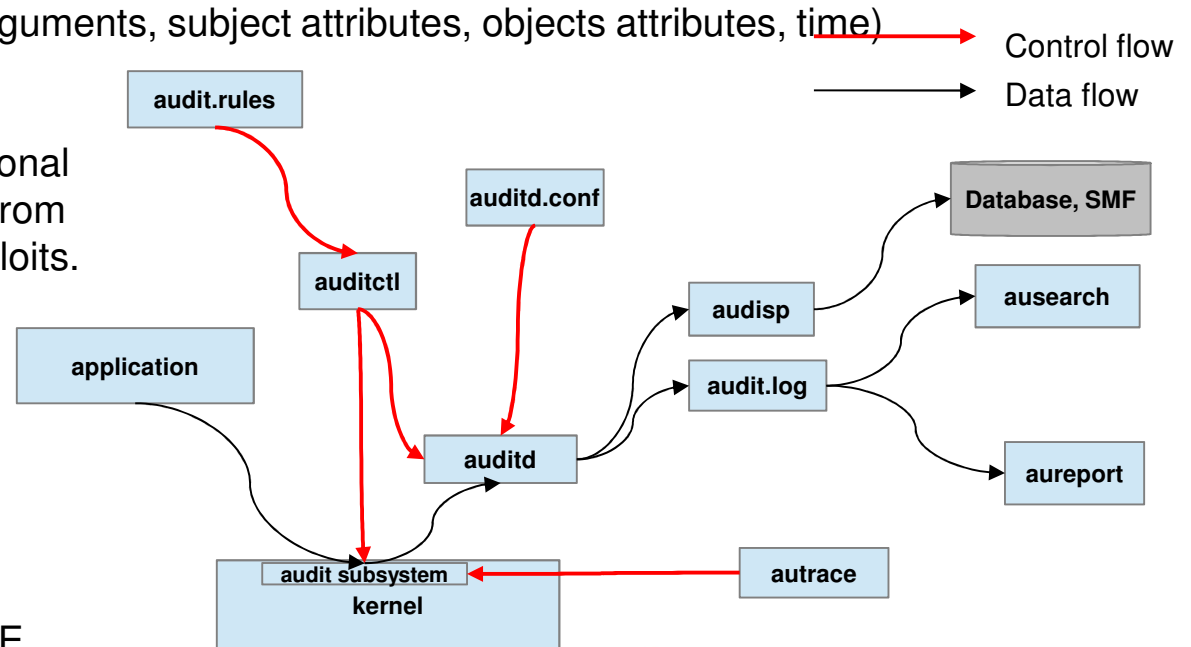 guments, subject attributes, objects attributes, time)
Control flow
Data flow
audit.rules
onal
rom
loits.
auditd.conf
Database, SMF
auditctl
audisp
ausearch
application
audit.log
auditd
aureport
audit subsystem
kernel
autrace